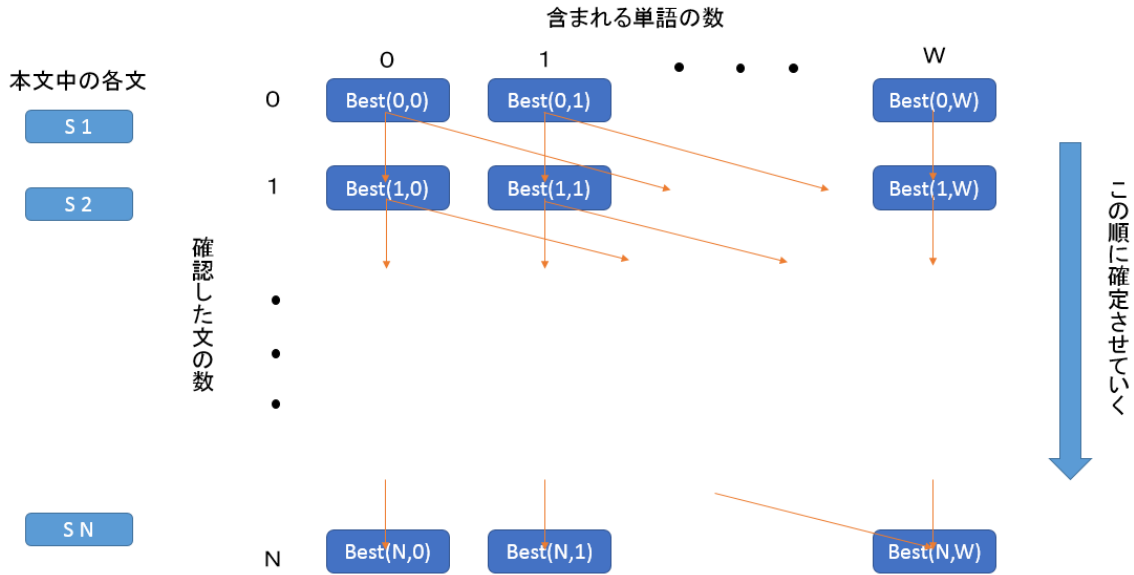 含まれる単語の数
0 1 W
本文中の各文
0 Best(0,0) Best(0,1) Best(0,W)
S 1
1 Best(1,0) Best(1,1) Best(1,W)
S 2
確認した文の数
この順に確定させていく
S N
N Best(N,0) Best(N,1) Best(N,W)